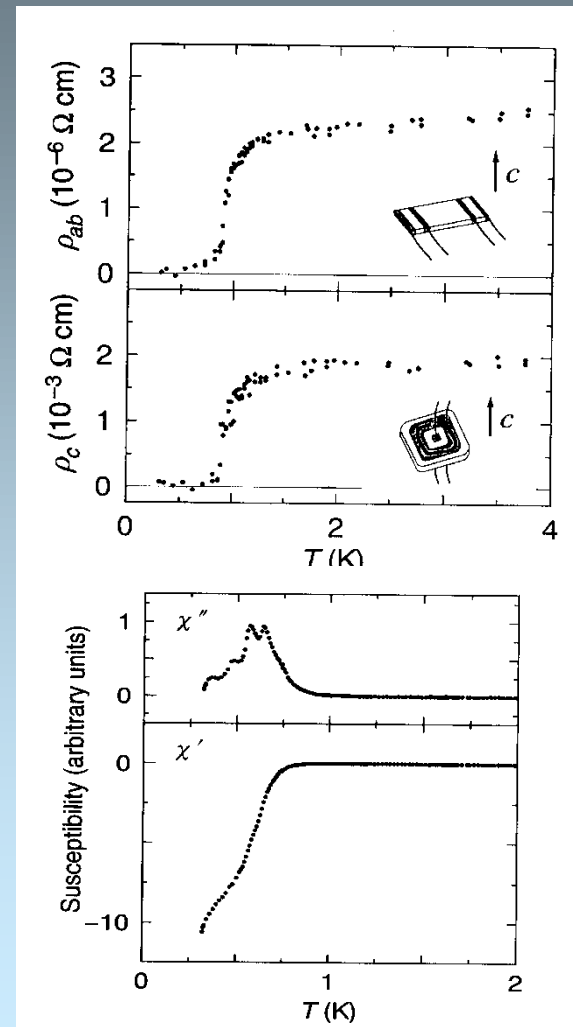 3
2
1
0
ρab (10⁻⁶ Ω cm)
c
2
1
0
ρc (10⁻³ Ω cm)
c
0
2
4
T (K)
1
0
χ″
0
−10
χ′
Susceptibility (arbitrary units)
0
1
2
T (K)